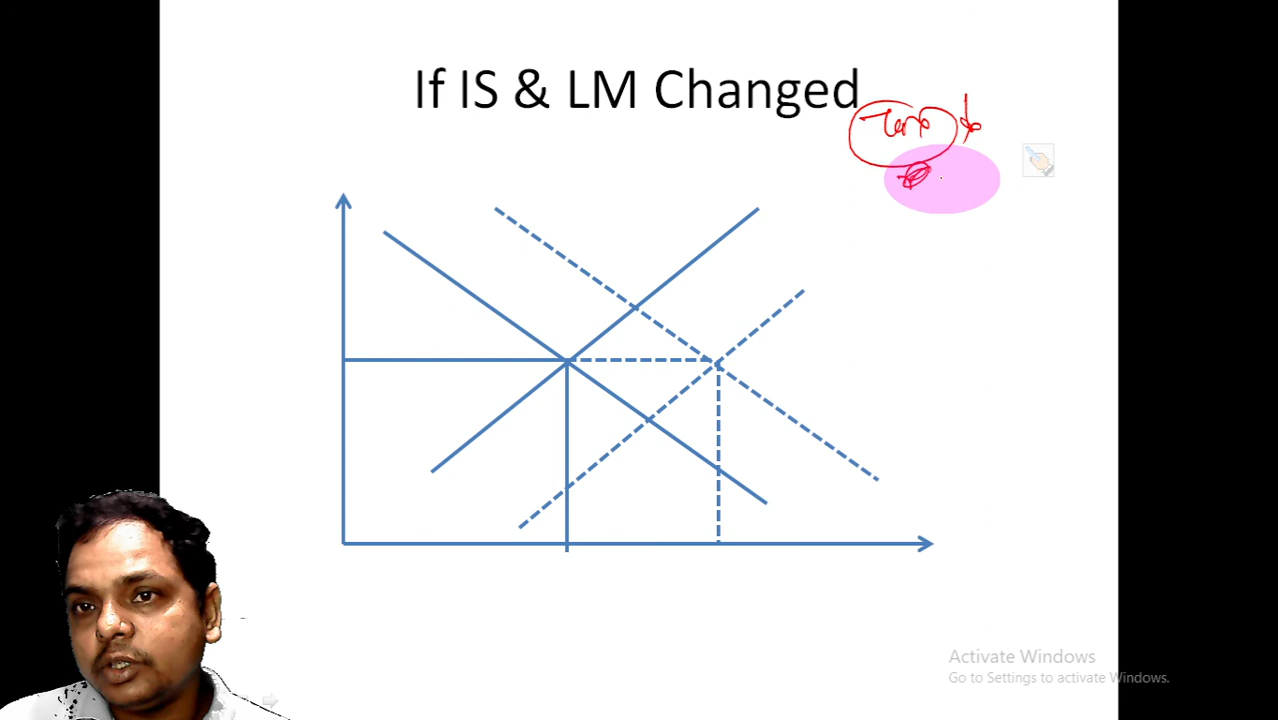 If IS & LM Changed
Activate Windows
Go to Settings to activate Windows.